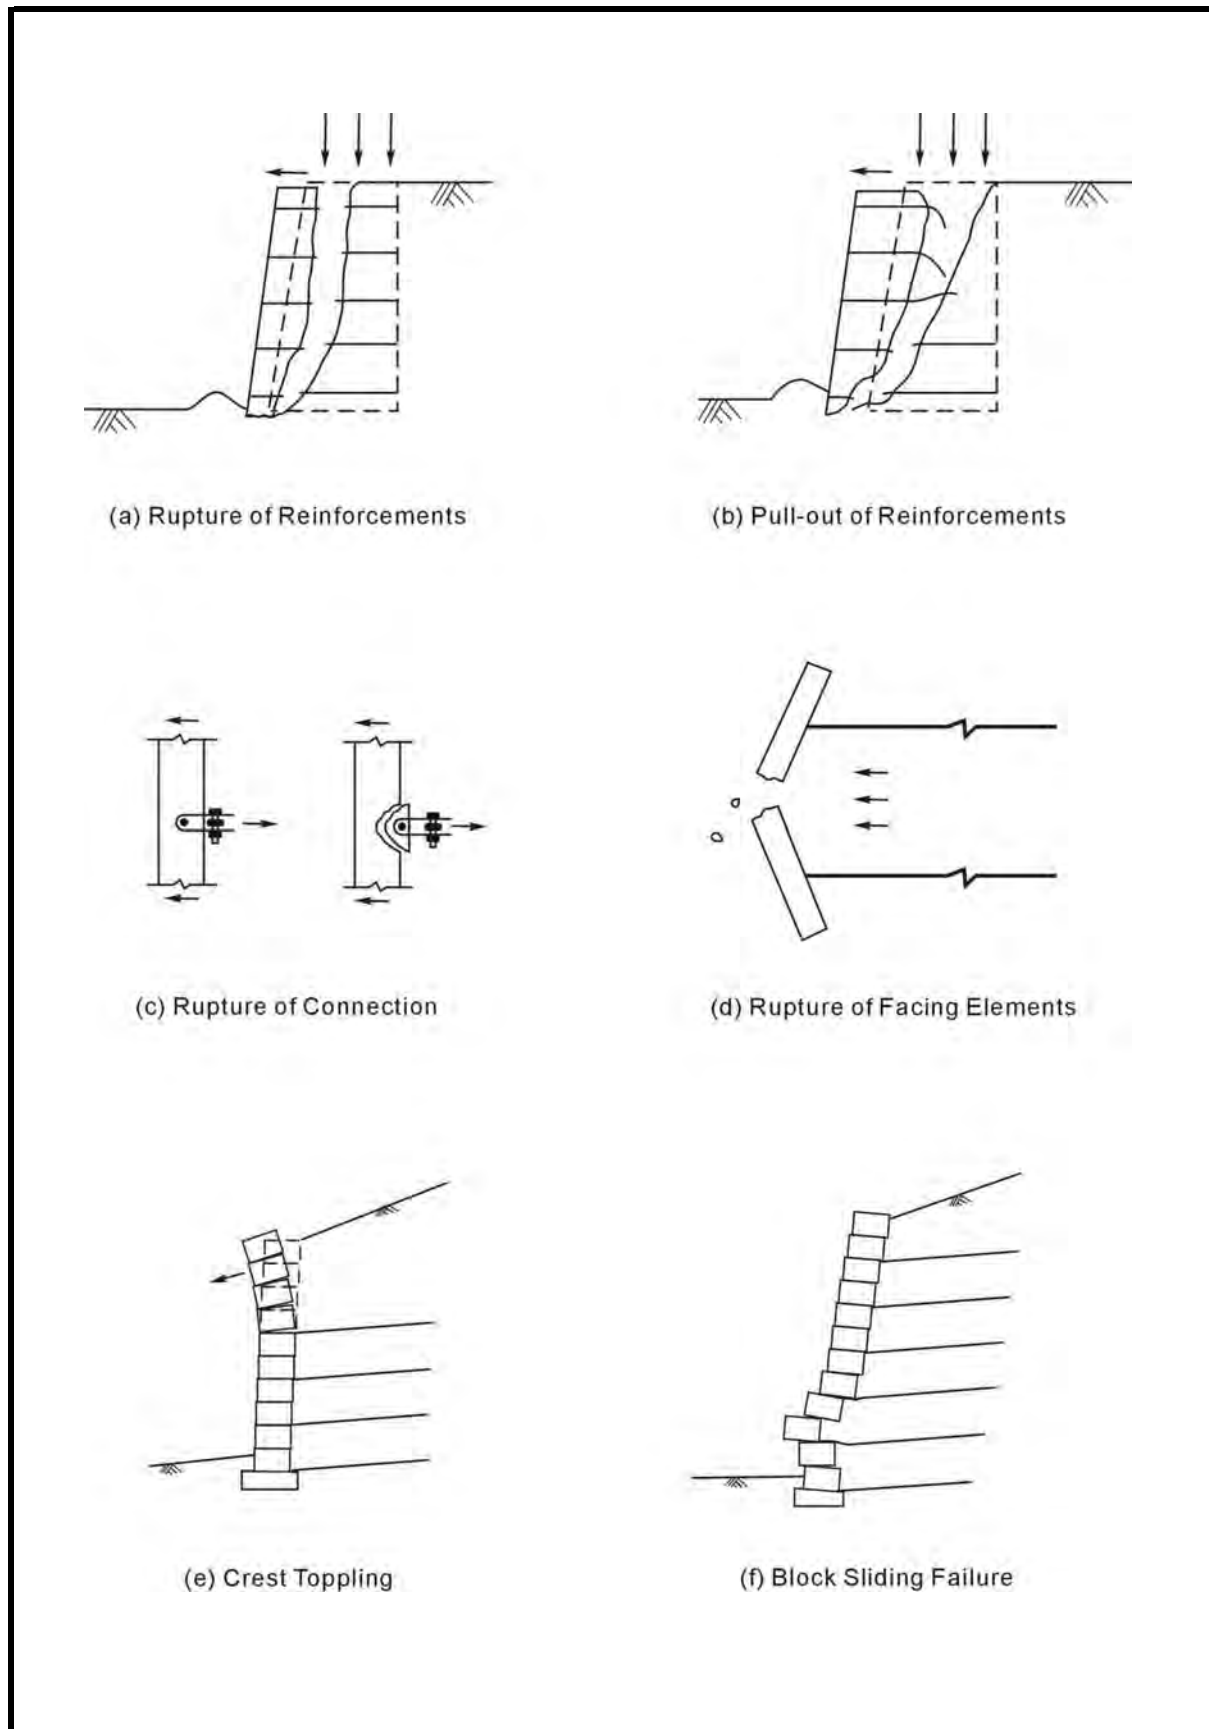 (a) Rupture of Reinforcements
(b) Pull-out of Reinforcements
(c) Rupture of Connection
(d) Rupture of Facing Elements
(e) Crest Toppling
(f) Block Sliding Failure